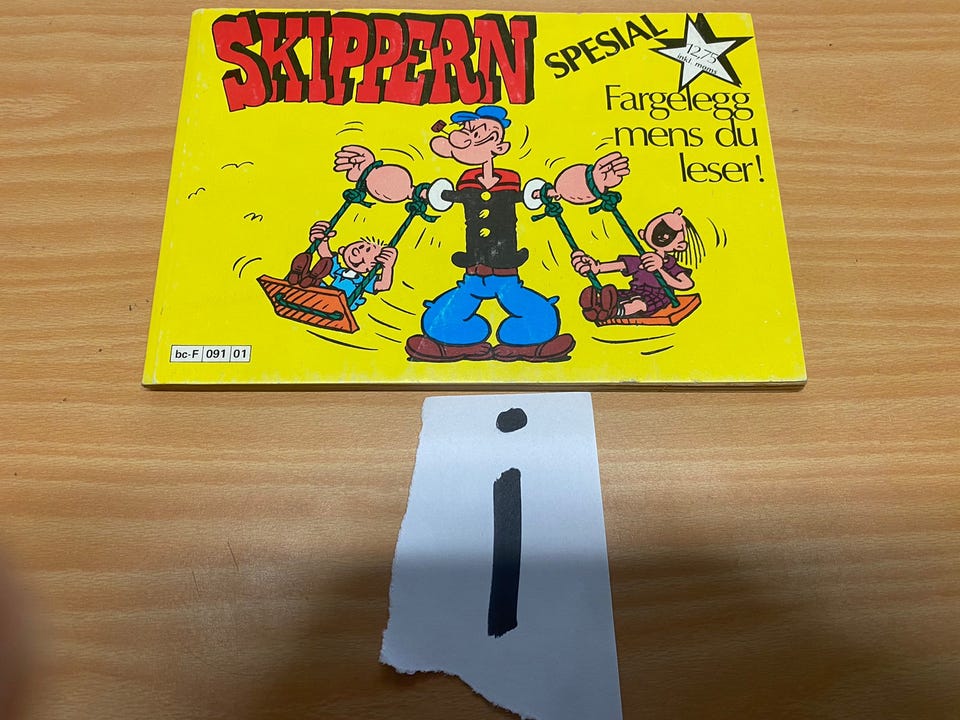 SKIPPERN
SPESIAL
12,75
inkl. moms
Fargelegg
-mens du
leser!
bc-F 091 01
i